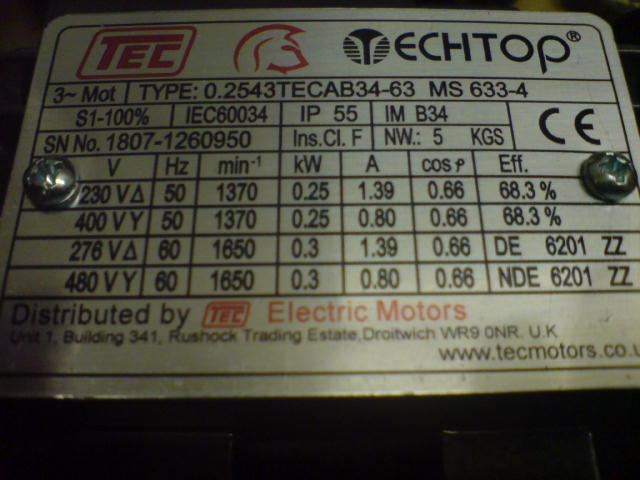 TEC TECHTOP®
3~ Mot TYPE: 0.2543TECAB34-63 MS 633-4
S1-100% IEC60034 IP 55 IM B34 CE
SN No. 1807-1260950 Ins.Cl. F NW.: 5 KGS
V Hz min⁻¹ kW A cos ρ Eff.
230 V∆ 50 1370 0.25 1.39 0.66 68.3 %
400 V Y 50 1370 0.25 0.80 0.66 68.3 %
276 V∆ 60 1650 0.3 1.39 0.66 DE 6201 ZZ
480 V Y 60 1650 0.3 0.80 0.66 NDE 6201 ZZ
Distributed by TEC Electric Motors
Unit 1, Building 341, Rushock Trading Estate,Droitwich WR9 0NR. U.K
www.tecmotors.co.u